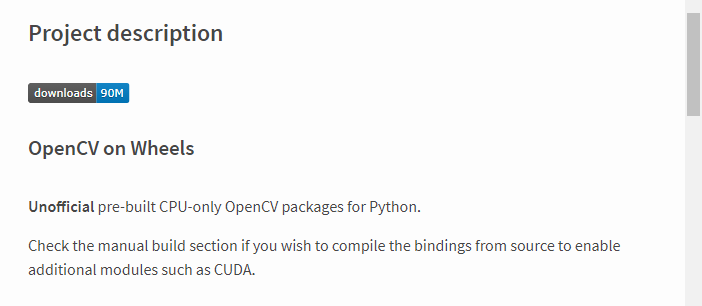 Project description
downloads 90M
OpenCV on Wheels
Unofficial pre-built CPU-only OpenCV packages for Python.
Check the manual build section if you wish to compile the bindings from source to enable
additional modules such as CUDA.